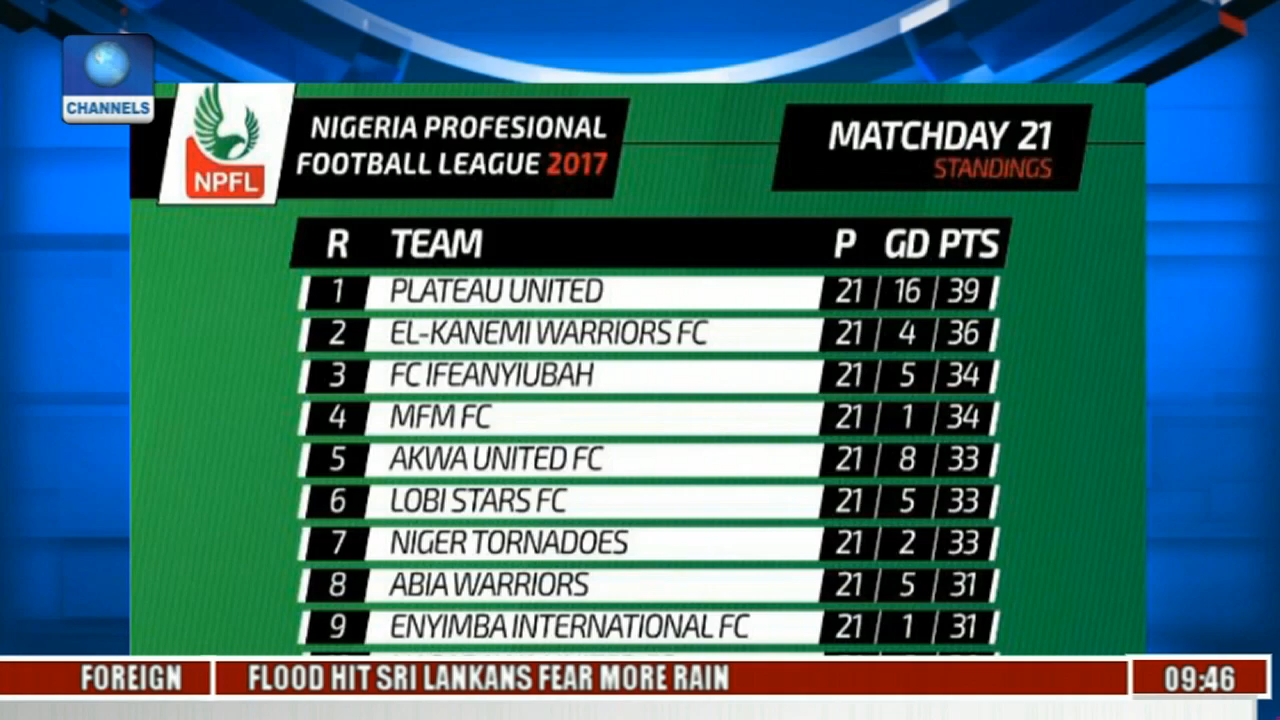 CHANNELS
NPFL
NIGERIA PROFESIONAL
FOOTBALL LEAGUE 2017
MATCHDAY 21
STANDINGS
R TEAM P GD PTS
1 PLATEAU UNITED 21 16 39
2 EL-KANEMI WARRIORS FC 21 4 36
3 FC IFEANYIUBAH 21 5 34
4 MFM FC 21 1 34
5 AKWA UNITED FC 21 8 33
6 LOBI STARS FC 21 5 33
7 NIGER TORNADOES 21 2 33
8 ABIA WARRIORS 21 5 31
9 ENYIMBA INTERNATIONAL FC 21 1 31
FOREIGN FLOOD HIT SRI LANKANS FEAR MORE RAIN 09:46